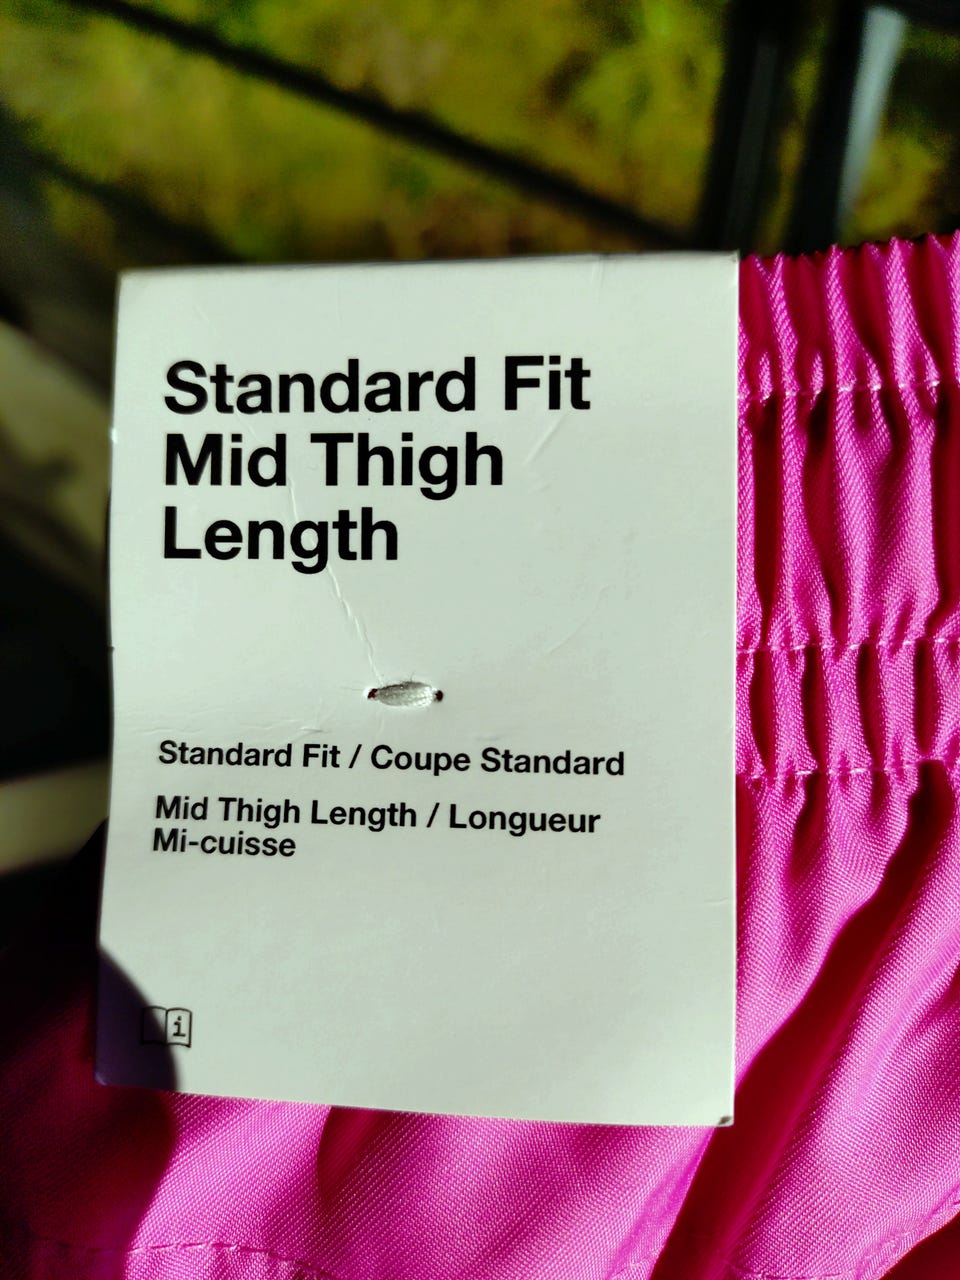 Standard Fit
Mid Thigh
Length
Standard Fit / Coupe Standard
Mid Thigh Length / Longueur
Mi-cuisse
i